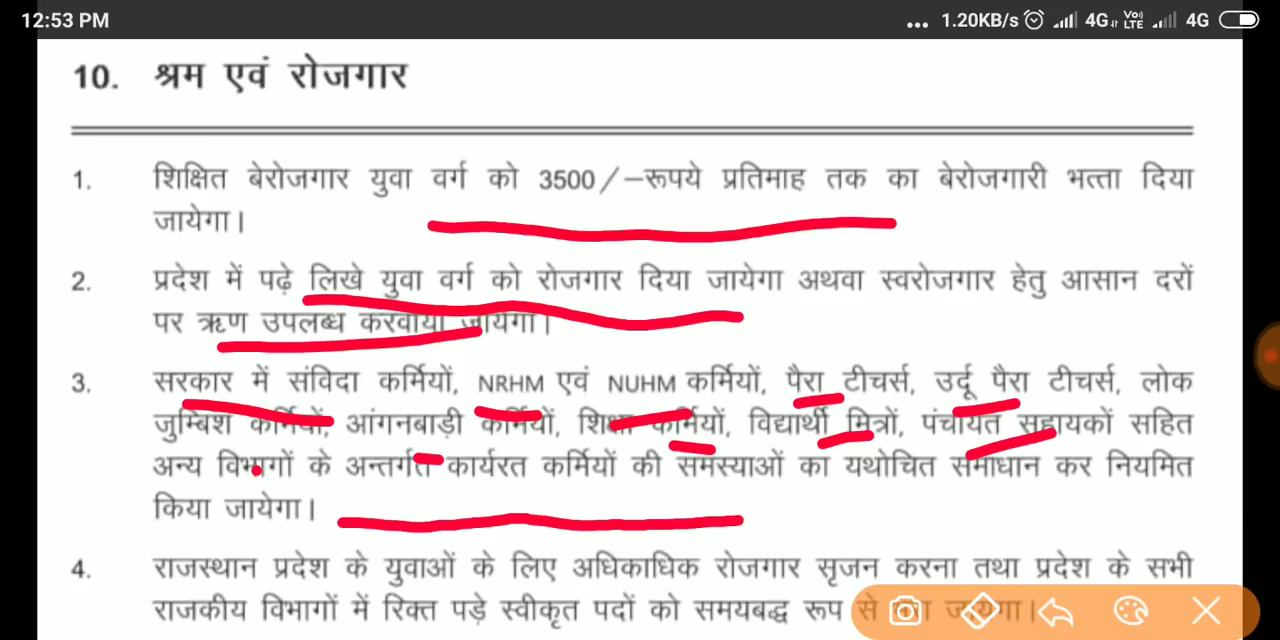 12:53 PM ... 1.20KB/s 4G VoLTE 4G
10. श्रम एवं रोजगार
1. शिक्षित बेरोजगार युवा वर्ग को 3500/–रूपये प्रतिमाह तक का बेरोजगारी भत्ता दिया
जायेगा।
2. प्रदेश में पढ़े लिखे युवा वर्ग को रोजगार दिया जायेगा अथवा स्वरोजगार हेतु आसान दरों
पर ऋण उपलब्ध करवाया जायेगा।
3. सरकार में संविदा कर्मियों, NRHM एवं NUHM कर्मियों, पैरा टीचर्स, उर्दू पैरा टीचर्स, लोक
जुम्बिश कर्मियों, आंगनबाड़ी कर्मियों, शिक्षा कर्मियों, विद्यार्थी मित्रों, पंचायत सहायकों सहित
अन्य विभागों के अन्तर्गत कार्यरत कर्मियों की समस्याओं का यथोचित समाधान कर नियमित
किया जायेगा।
4. राजस्थान प्रदेश के युवाओं के लिए अधिकाधिक रोजगार सृजन करना तथा प्रदेश के सभी
राजकीय विभागों में रिक्त पड़े स्वीकृत पदों को समयबद्ध रूप से जायेगा।